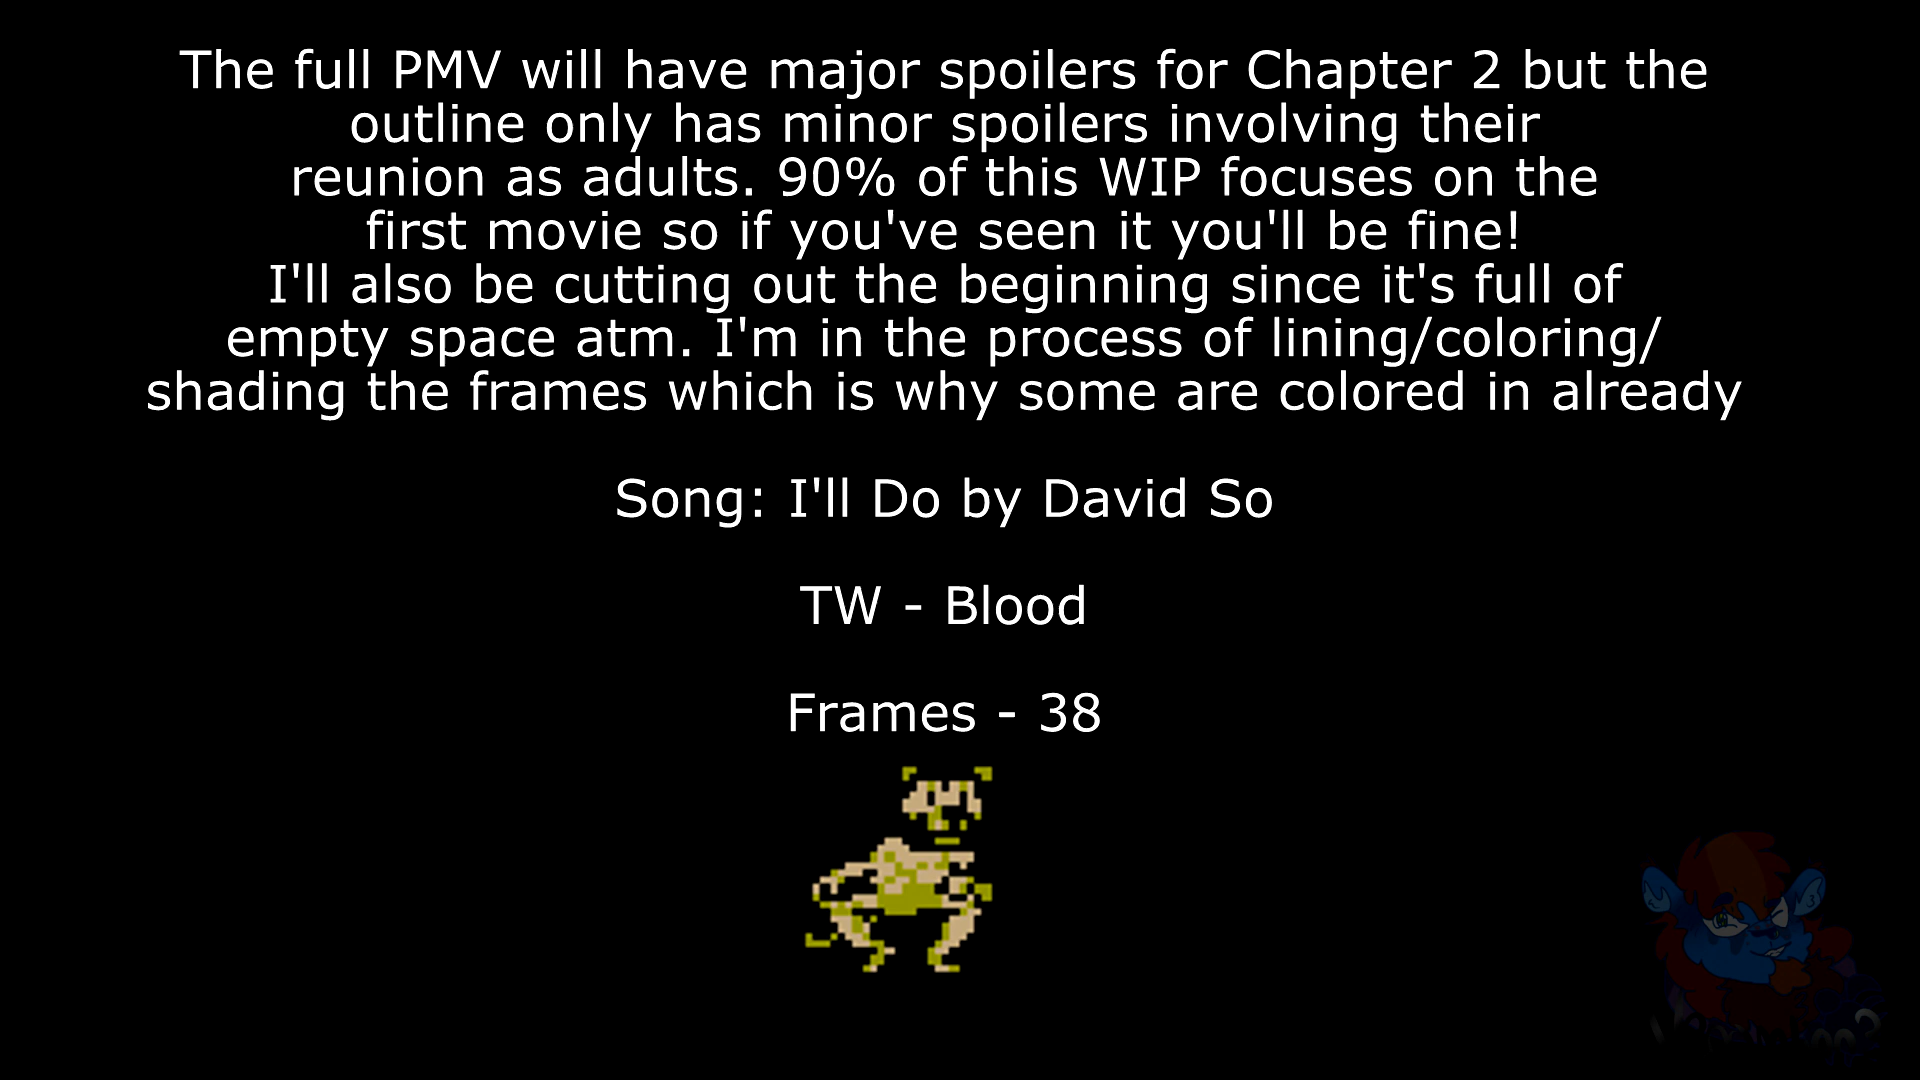 The full PMV will have major spoilers for Chapter 2 but the
outline only has minor spoilers involving their
reunion as adults. 90% of this WIP focuses on the
first movie so if you've seen it you'll be fine!
I'll also be cutting out the beginning since it's full of
empty space atm. I'm in the process of lining/coloring/
shading the frames which is why some are colored in already
Song: I'll Do by David So
TW - Blood
Frames - 38